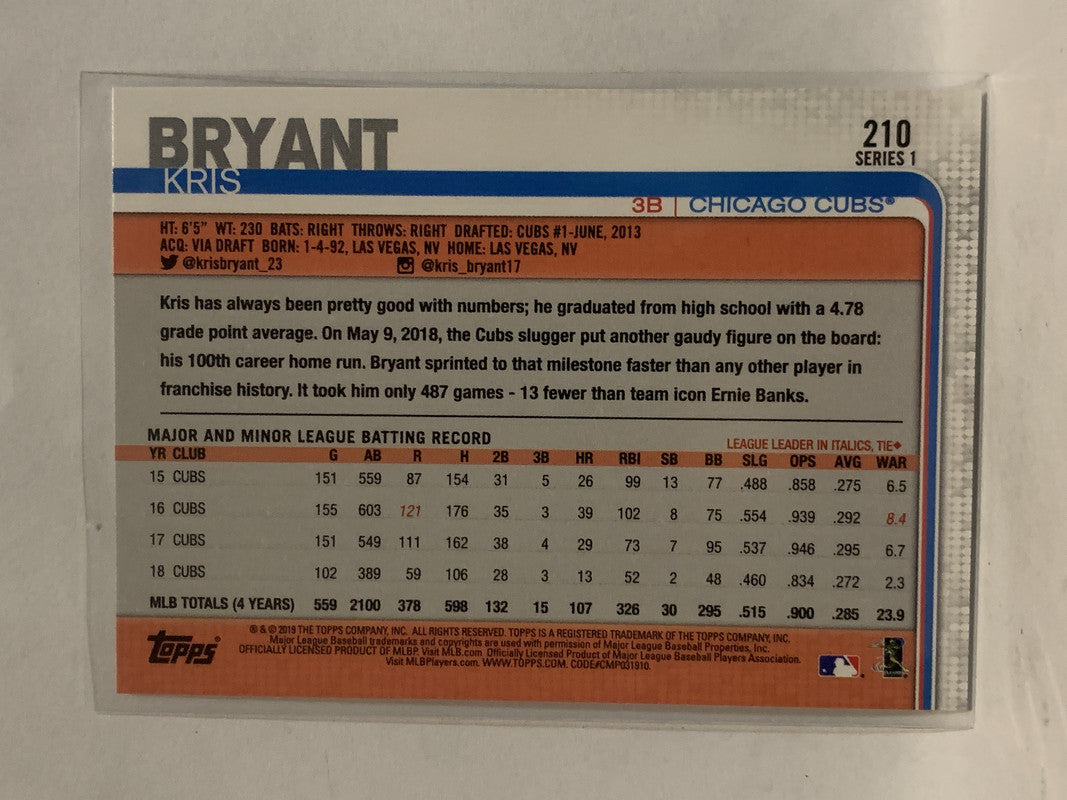 BRYANT
KRIS
210
SERIES 1
3B | CHICAGO CUBS®
HT: 6'5" WT: 230 BATS: RIGHT THROWS: RIGHT DRAFTED: CUBS #1-JUNE, 2013
ACQ: VIA DRAFT BORN: 1-4-92, LAS VEGAS, NV HOME: LAS VEGAS, NV
@krisbryant_23 @kris_bryant17
Kris has always been pretty good with numbers; he graduated from high school with a 4.78
grade point average. On May 9, 2018, the Cubs slugger put another gaudy figure on the board:
his 100th career home run. Bryant sprinted to that milestone faster than any other player in
franchise history. It took him only 487 games - 13 fewer than team icon Ernie Banks.
MAJOR AND MINOR LEAGUE BATTING RECORD
LEAGUE LEADER IN ITALICS, TIE◆
YR CLUB G AB R H 2B 3B HR RBI SB BB SLG OPS AVG WAR
15 CUBS 151 559 87 154 31 5 26 99 13 77 .488 .858 .275 6.5
16 CUBS 155 603 121 176 35 3 39 102 8 75 .554 .939 .292 8.4
17 CUBS 151 549 111 162 38 4 29 73 7 95 .537 .946 .295 6.7
18 CUBS 102 389 59 106 28 3 13 52 2 48 .460 .834 .272 2.3
MLB TOTALS (4 YEARS) 559 2100 378 598 132 15 107 326 30 295 .515 .900 .285 23.9
Topps®
® & © 2019 THE TOPPS COMPANY, INC. ALL RIGHTS RESERVED. TOPPS IS A REGISTERED TRADEMARK OF THE TOPPS COMPANY, INC.
Major League Baseball trademarks and copyrights are used with permission of Major League Baseball Properties, Inc.
OFFICIALLY LICENSED PRODUCT OF MLBP. Visit MLB.com Officially Licensed Product of Major League Baseball Players Association.
Visit MLBPlayers.com. WWW.TOPPS.COM. CODE#CMP031910.